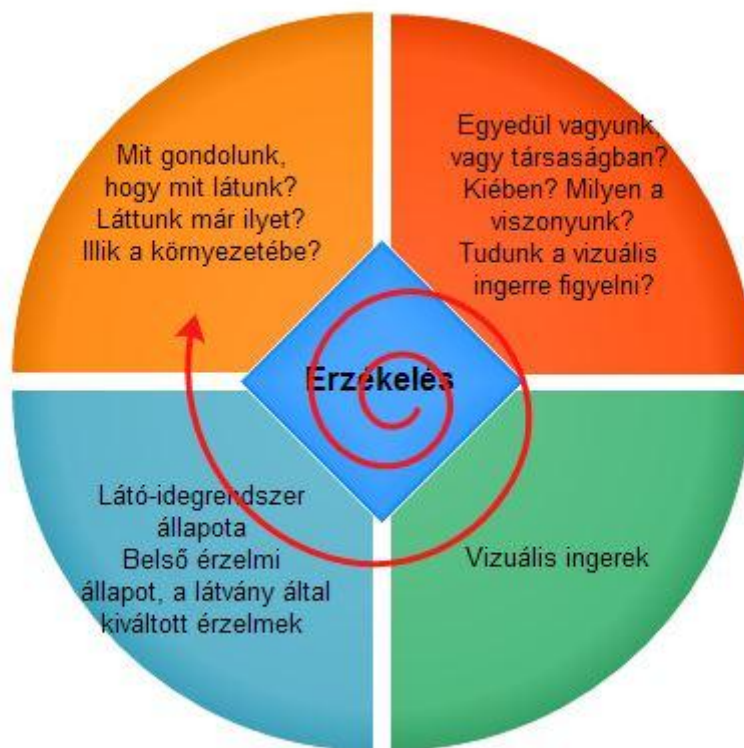 Mit gondolunk,
hogy mit látunk?
Láttunk már ilyet?
Illik a környezetébe?
Egyedül vagyunk,
vagy társaságban?
Kiében? Milyen a
viszonyunk?
Tudunk a vizuális
ingerre figyelni?
Érzékelés
Látó-idegrendszer
állapota
Belső érzelmi
állapot, a látvány által
kiváltott érzelmek
Vizuális ingerek